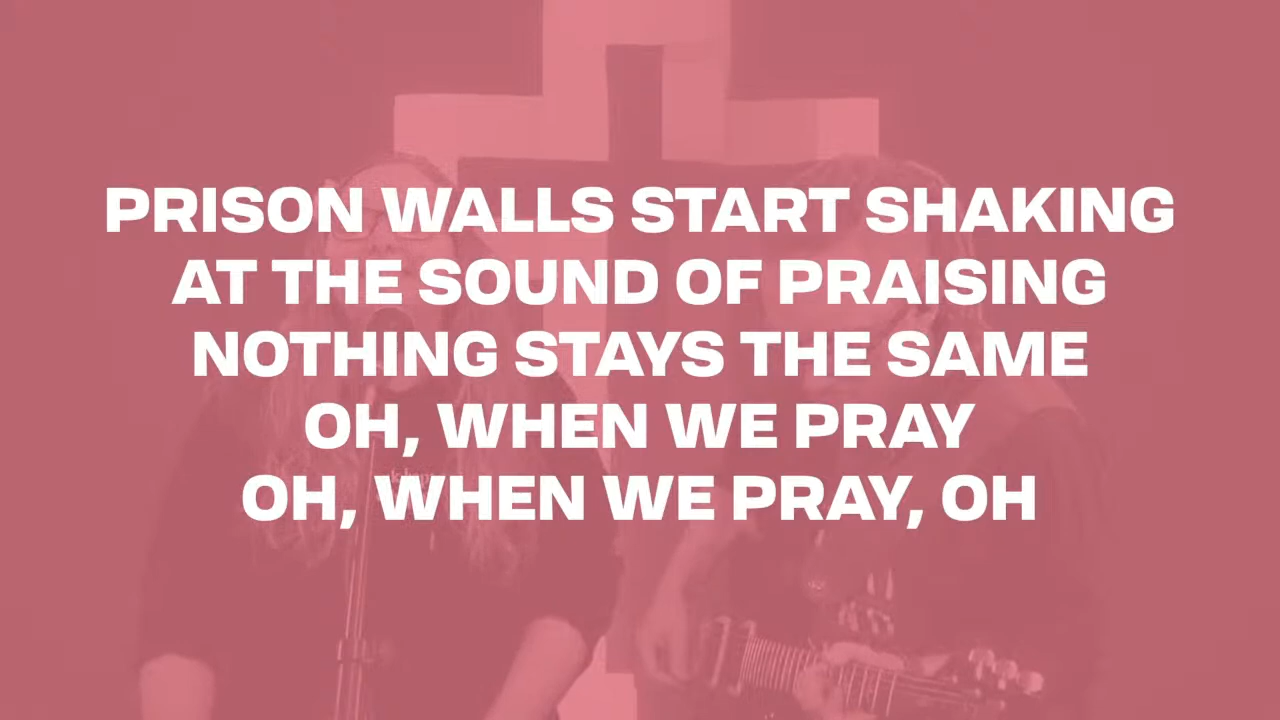 PRISON WALLS START SHAKING
AT THE SOUND OF PRAISING
NOTHING STAYS THE SAME
OH, WHEN WE PRAY
OH, WHEN WE PRAY, OH